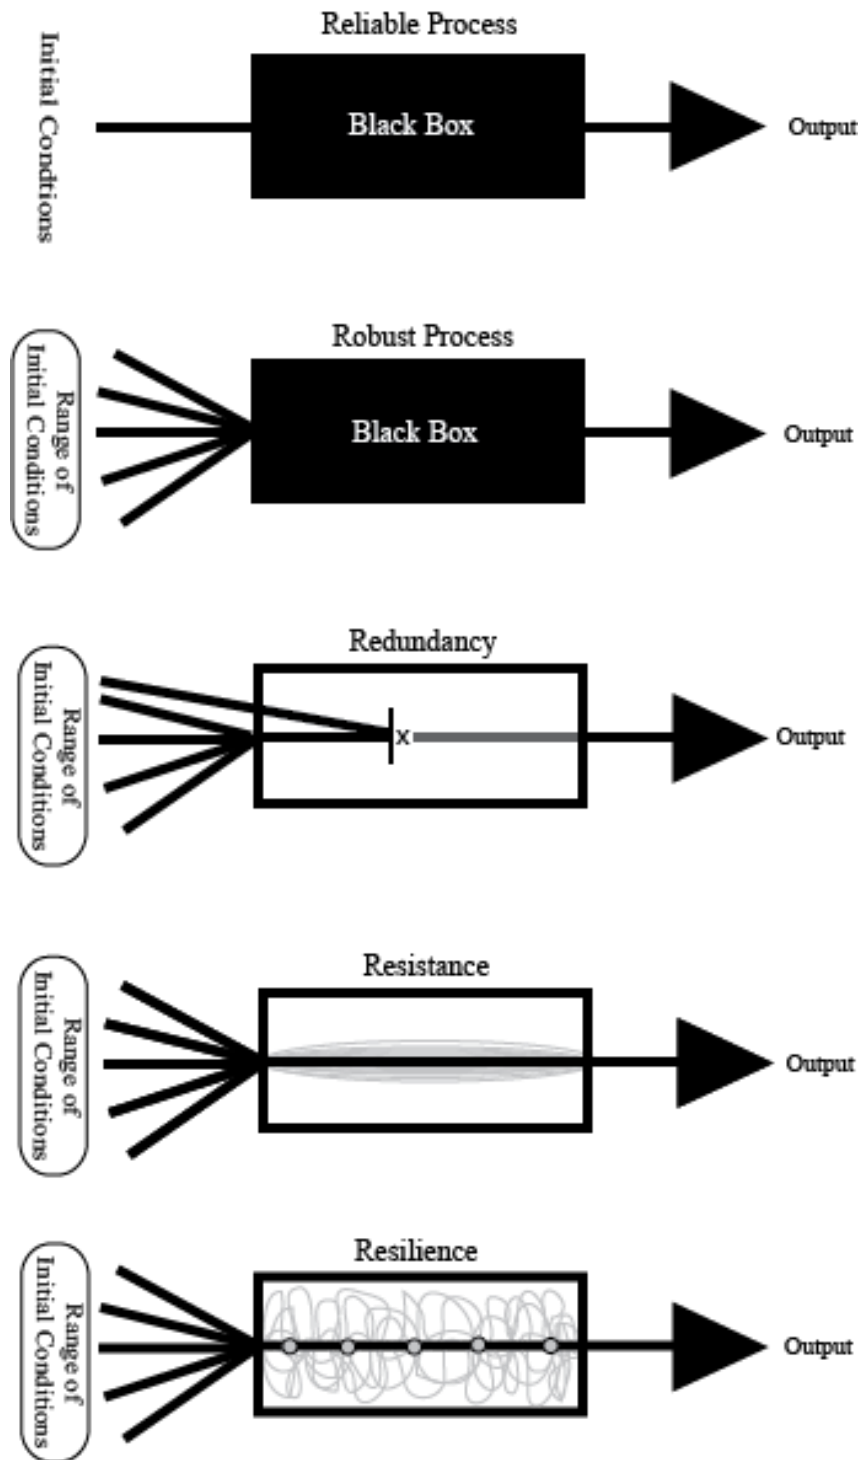 Reliable Process
Initial Condtions
Black Box
Output
Robust Process
Range of
Initial Conditions
Black Box
Output
Redundancy
Range of
Initial Conditions
x
Output
Resistance
Range of
Initial Conditions
Output
Resilience
Range of
Initial Conditions
Output